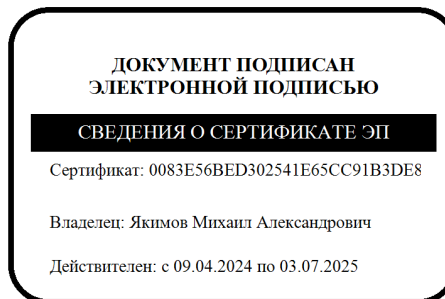 ДОКУМЕНТ ПОДПИСАН
ЭЛЕКТРОННОЙ ПОДПИСЬЮ
СВЕДЕНИЯ О СЕРТИФИКАТЕ ЭП
Сертификат: 0083E56BED302541E65CC91B3DE8
Владелец: Якимов Михаил Александрович
Действителен: с 09.04.2024 по 03.07.2025